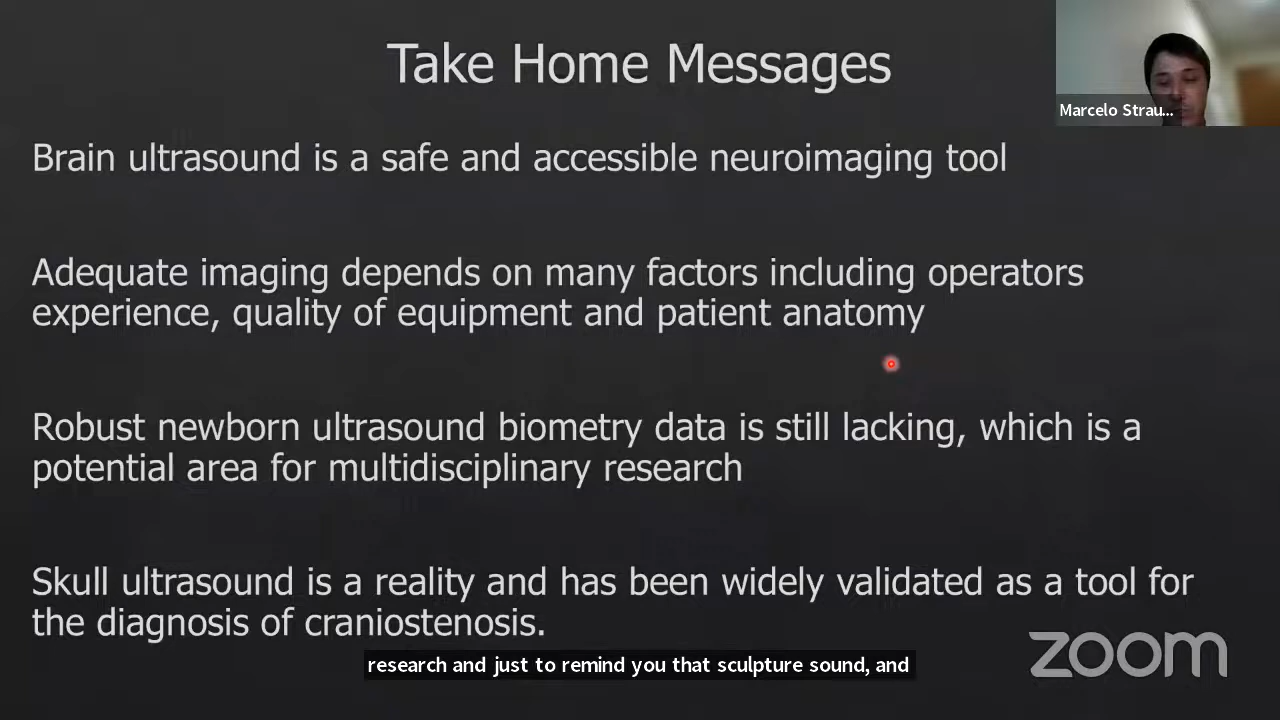 Take Home Messages
Marcelo Strau...
Brain ultrasound is a safe and accessible neuroimaging tool
Adequate imaging depends on many factors including operators
experience, quality of equipment and patient anatomy
Robust newborn ultrasound biometry data is still lacking, which is a
potential area for multidisciplinary research
Skull ultrasound is a reality and has been widely validated as a tool for
the diagnosis of craniostenosis.
research and just to remind you that sculpture sound, and
zoom